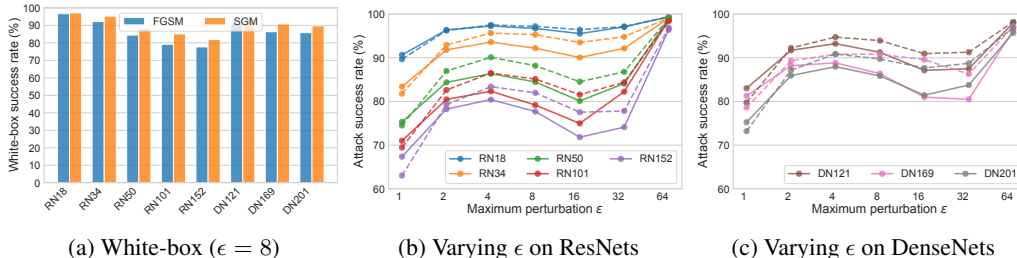 White-box success rate (%)
100
90
80
70
60
50
40
30
20
10
0
FGSM
SGM
RN18
RN34
RN50
RN101
RN152
DN121
DN169
DN201
(a) White-box (ϵ = 8)
Attack success rate (%)
100
90
80
70
60
RN18
RN34
RN50
RN101
RN152
1
2
4
8
16
32
64
Maximum perturbation ε
(b) Varying ϵ on ResNets
Attack success rate (%)
100
90
80
70
60
DN121
DN169
DN201
1
2
4
8
16
32
64
Maximum perturbation ε
(c) Varying ϵ on DenseNets